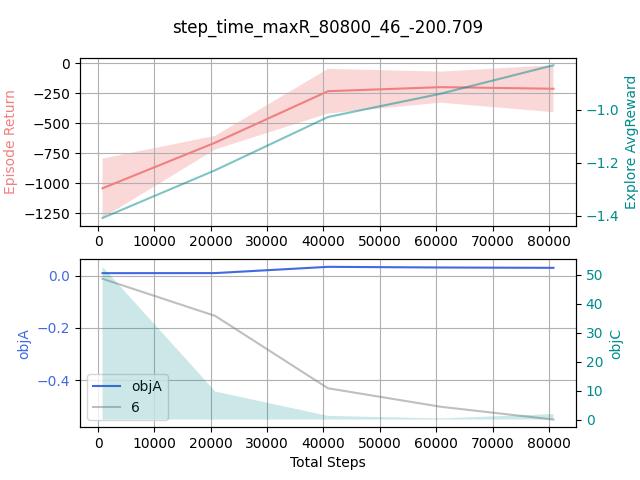 step_time_maxR_80800_46_-200.709
0
−250
−500
−750
−1000
−1250
Episode Return
−1.0
−1.2
−1.4
Explore AvgReward
0 10000 20000 30000 40000 50000 60000 70000 80000
0.0
−0.2
−0.4
objA
50
40
30
20
10
0
objC
objA
6
0 10000 20000 30000 40000 50000 60000 70000 80000
Total Steps